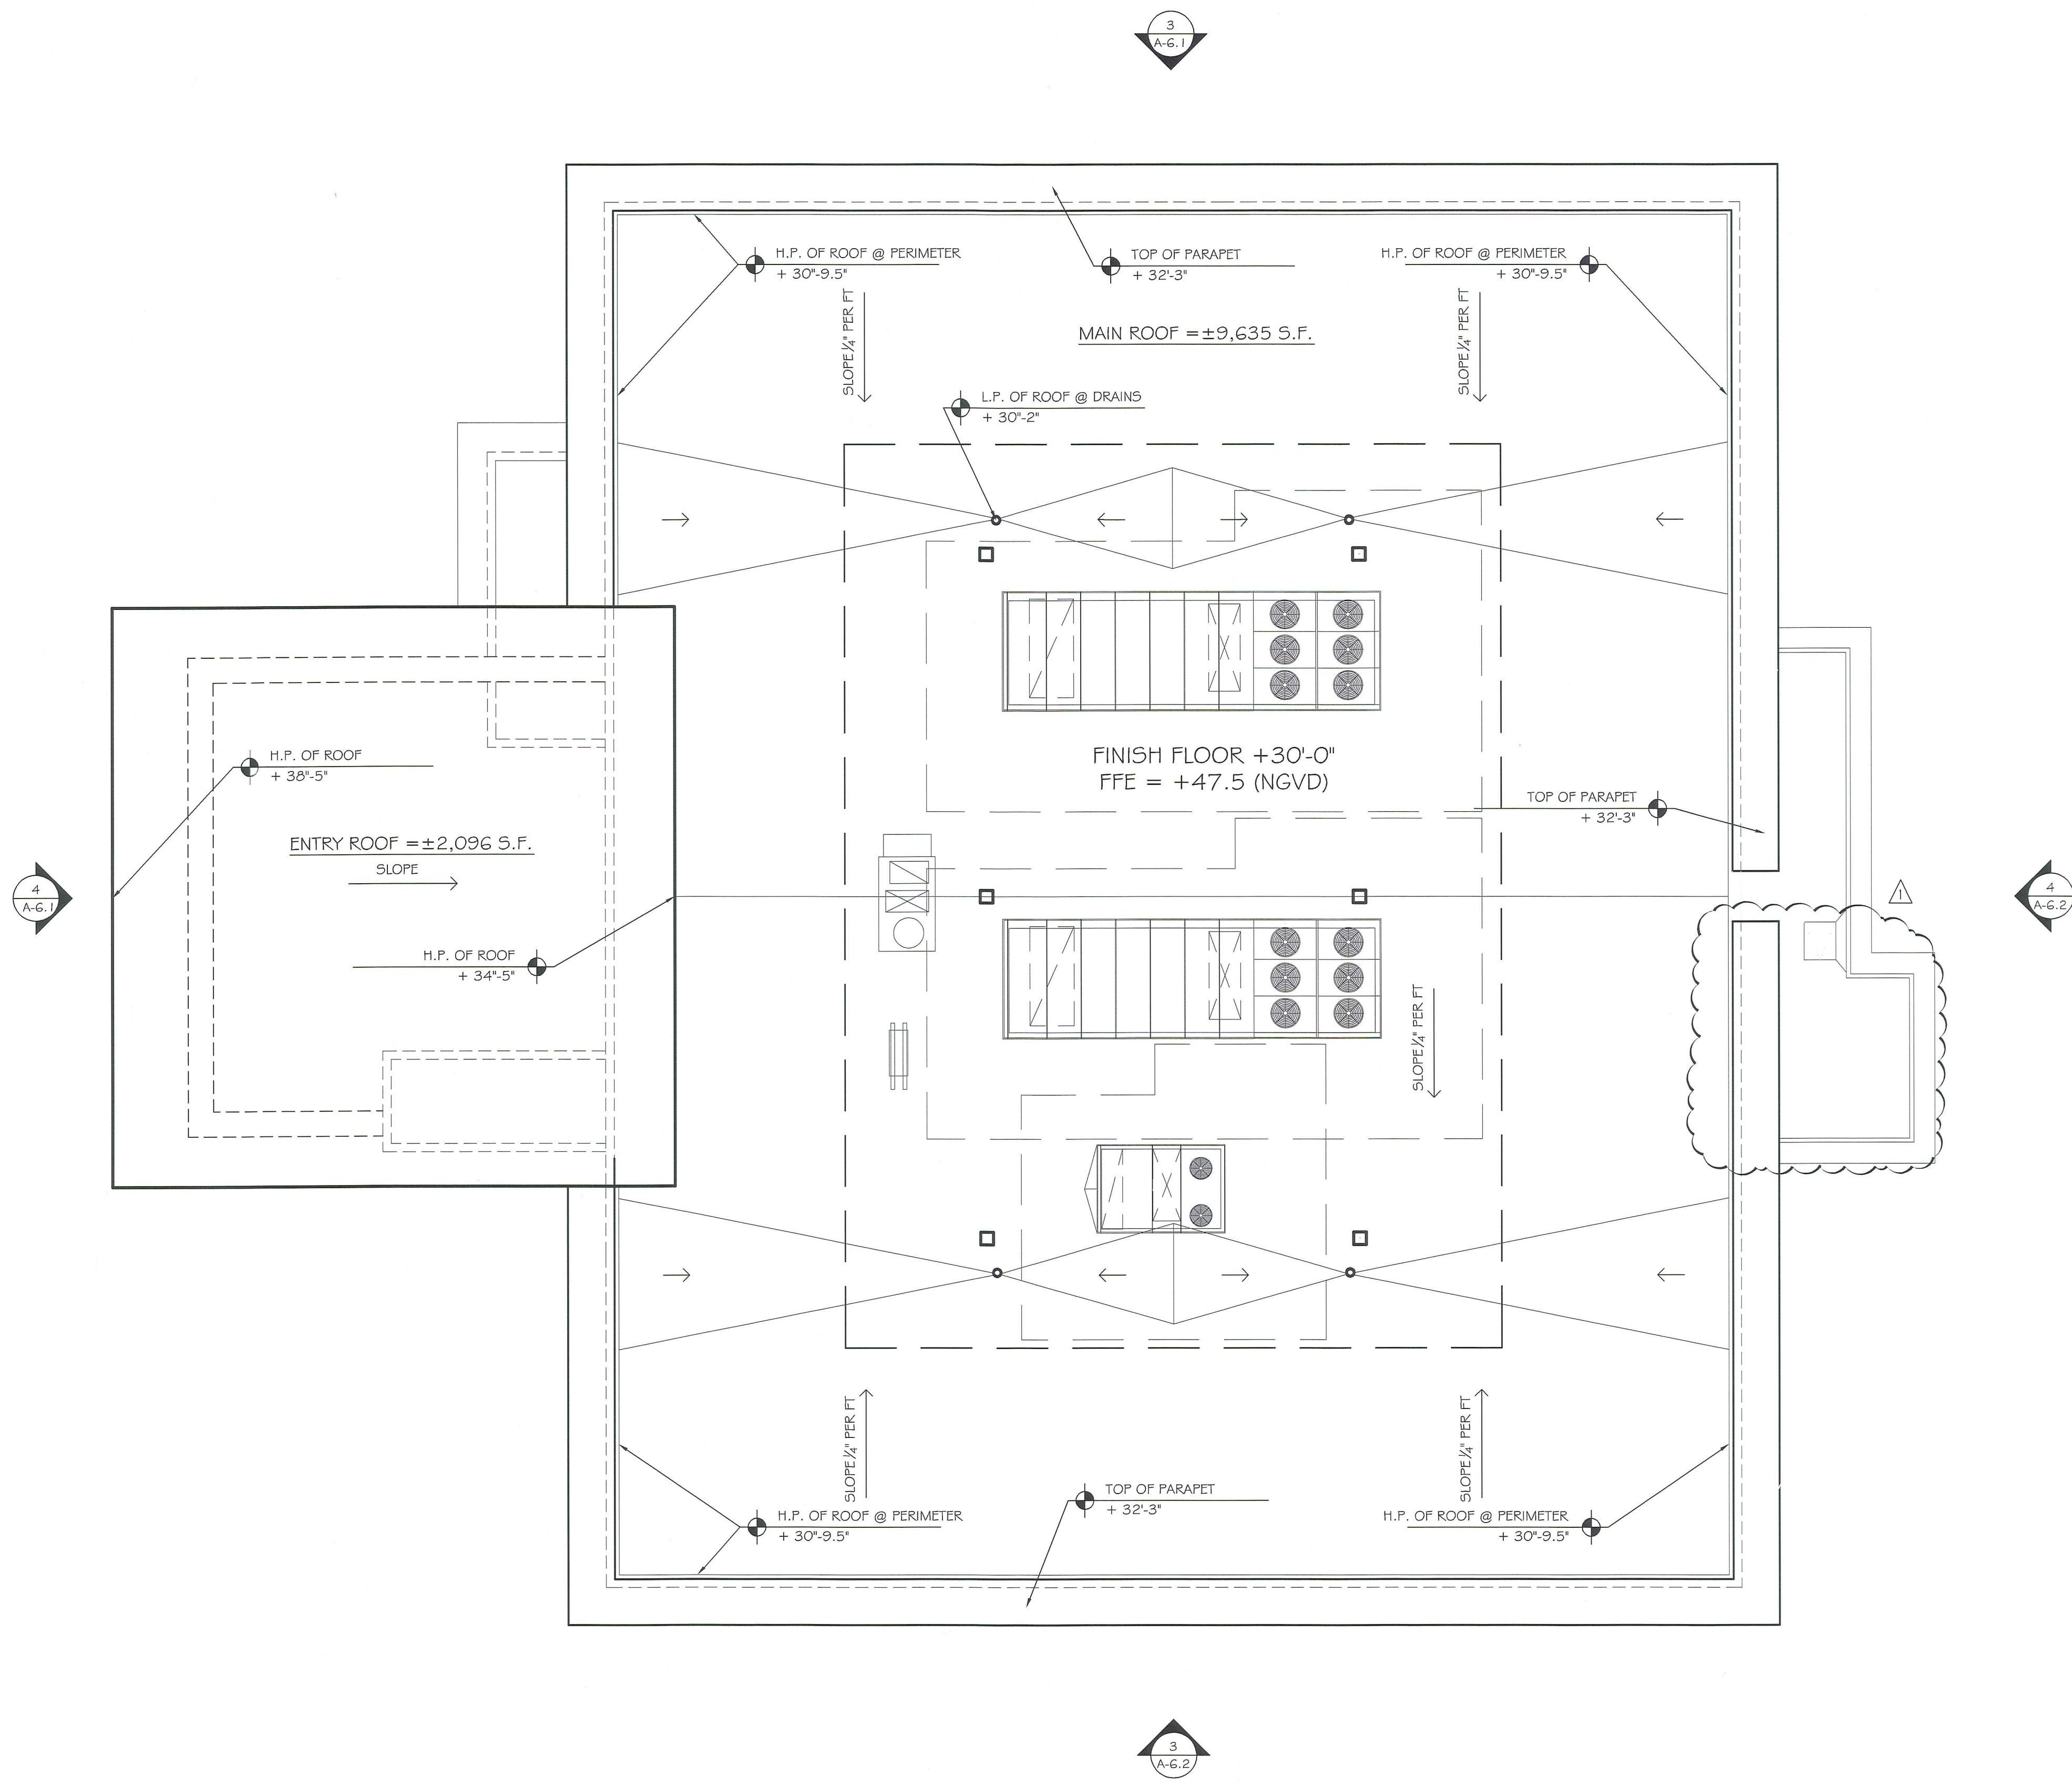 3
A-6.1
H.P. OF ROOF @ PERIMETER
+ 30"-9.5"
TOP OF PARAPET
+ 32'-3"
H.P. OF ROOF @ PERIMETER
+ 30"-9.5"
SLOPE ¼" PER FT
SLOPE ¼" PER FT
MAIN ROOF =±9,635 S.F.
L.P. OF ROOF @ DRAINS
+ 30"-2"
FINISH FLOOR +30'-0"
FFE = +47.5 (NGVD)
H.P. OF ROOF
+ 38"-5"
TOP OF PARAPET
+ 32'-3"
ENTRY ROOF =±2,096 S.F.
SLOPE
4
A-6.1
1
4
A-6.2
H.P. OF ROOF
+ 34"-5"
SLOPE ¼" PER FT
SLOPE ¼" PER FT
SLOPE ¼" PER FT
TOP OF PARAPET
+ 32'-3"
H.P. OF ROOF @ PERIMETER
+ 30"-9.5"
H.P. OF ROOF @ PERIMETER
+ 30"-9.5"
3
A-6.2